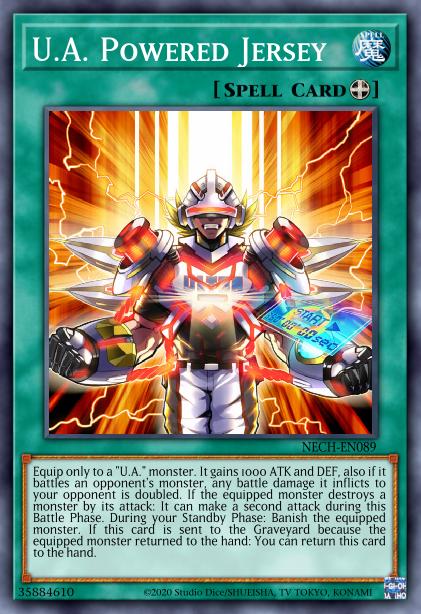 U.A. Powered Jersey
SPELL
魔
[Spell Card]
START
NECH-EN089
Equip only to a "U.A." monster. It gains 1000 ATK and DEF, also if it
battles an opponent's monster, any battle damage it inflicts to
your opponent is doubled. If the equipped monster destroys
a monster by its attack: It can make a second attack during this
Battle Phase. During your Standby Phase: Banish the equipped
monster. If this card is sent to the Graveyard because the
equipped monster returned to the hand: You can return this card
to the hand.
35884610
©2020 Studio Dice/SHUEISHA, TV TOKYO, KONAMI